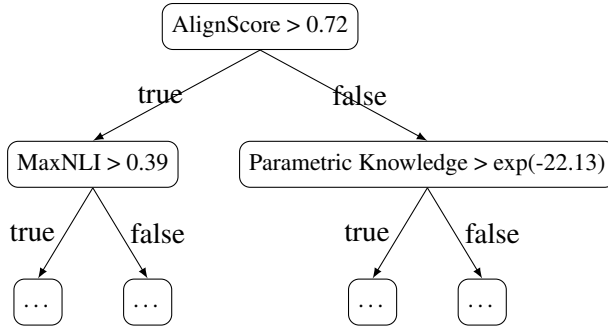 AlignScore > 0.72
true
false
MaxNLI > 0.39
Parametric Knowledge > exp(-22.13)
true
false
true
false
...
...
...
...